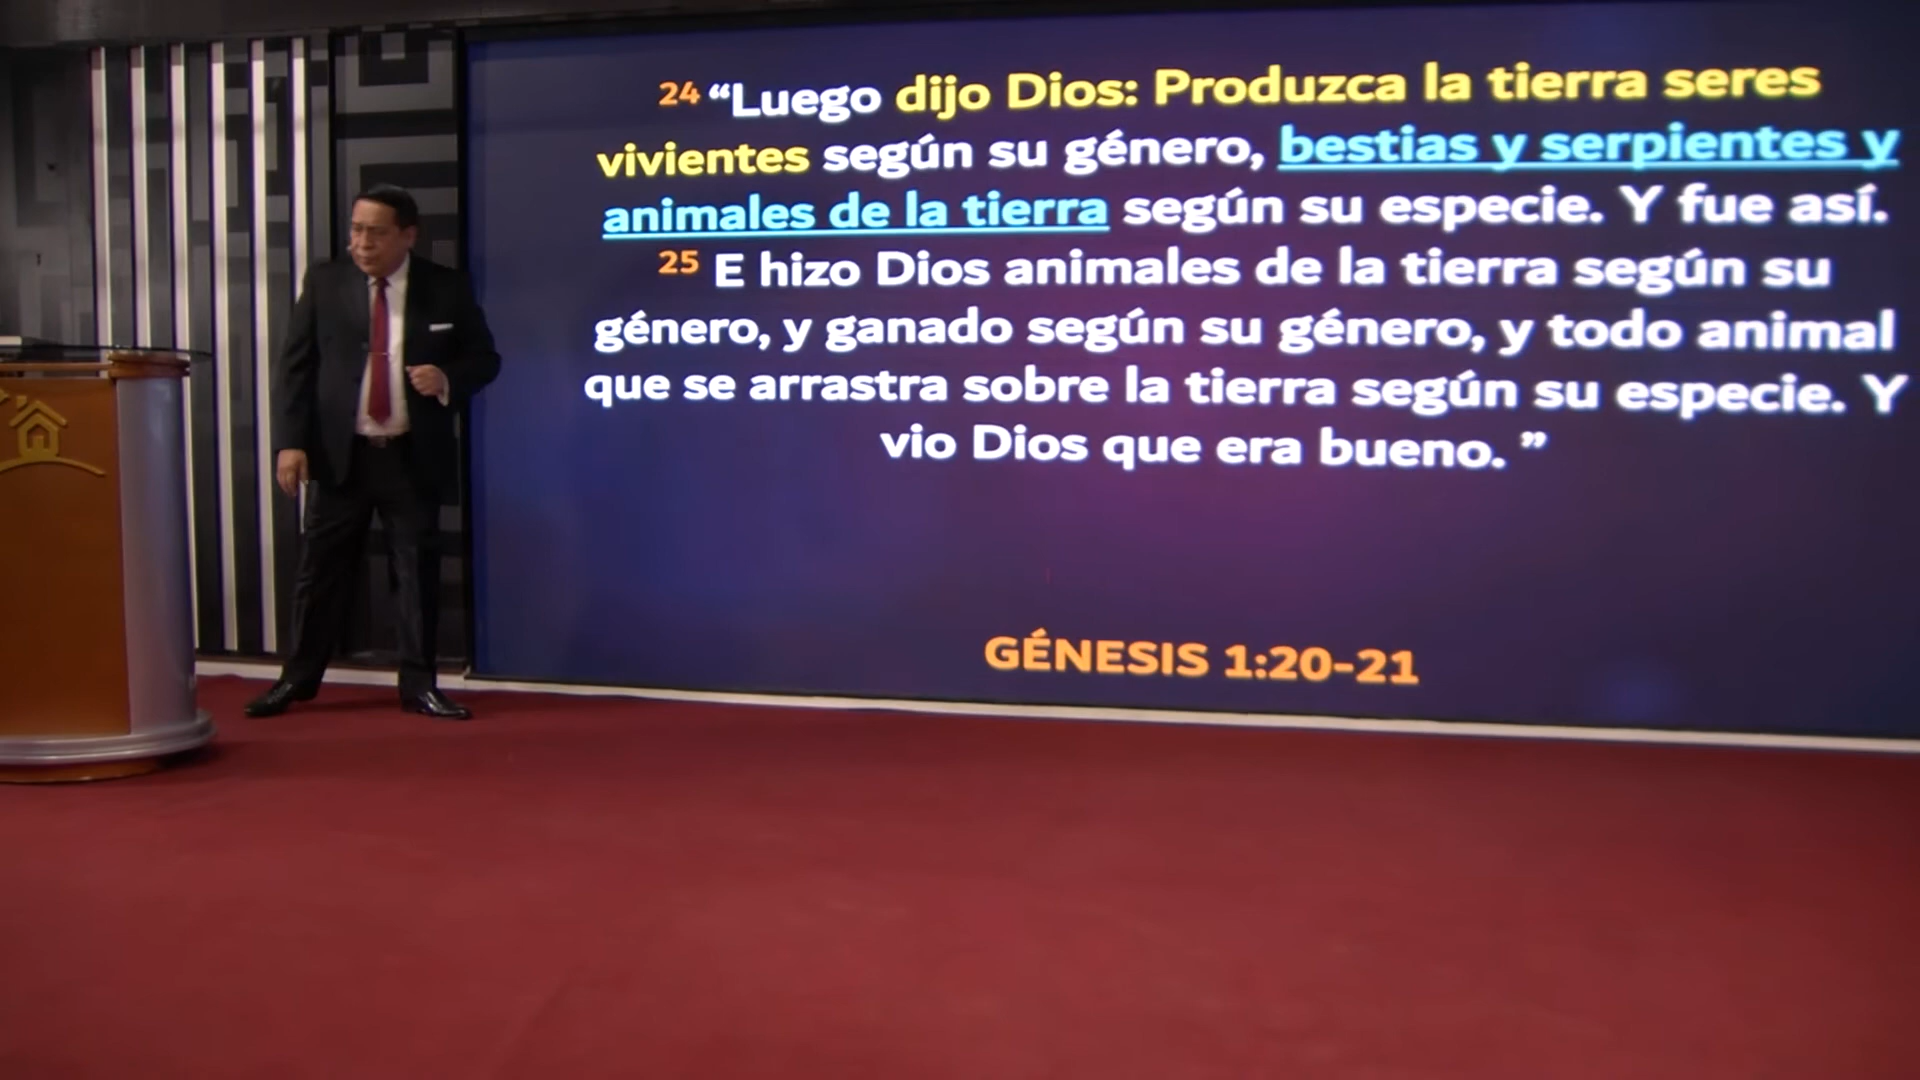 24 “Luego dijo Dios: Produzca la tierra seres
vivientes según su género, bestias y serpientes y
animales de la tierra según su especie. Y fue así.
25 E hizo Dios animales de la tierra según su
género, y ganado según su género, y todo animal
que se arrastra sobre la tierra según su especie. Y
vio Dios que era bueno. ”
GÉNESIS 1:20-21